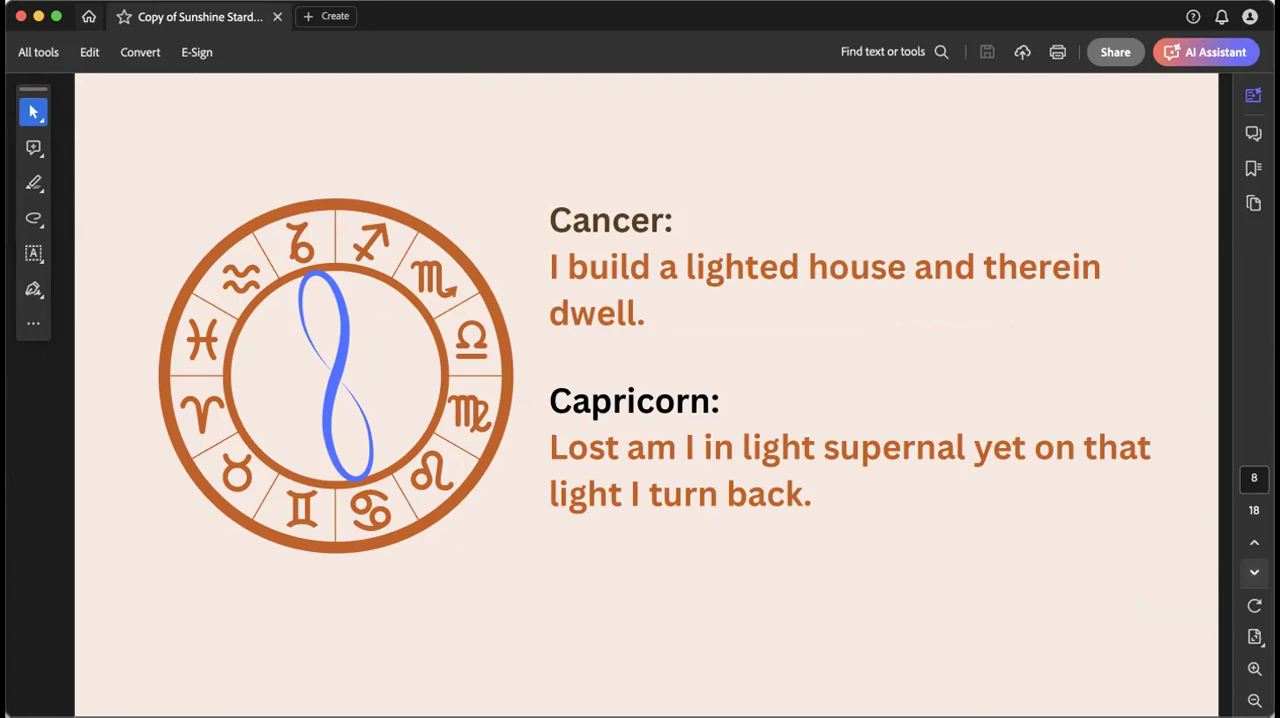 Copy of Sunshine Stard...
Create
All tools
Edit
Convert
E-Sign
Find text or tools
Share
AI Assistant
Cancer:
I build a lighted house and therein
dwell.
Capricorn:
Lost am I in light supernal yet on that
light I turn back.
8
18